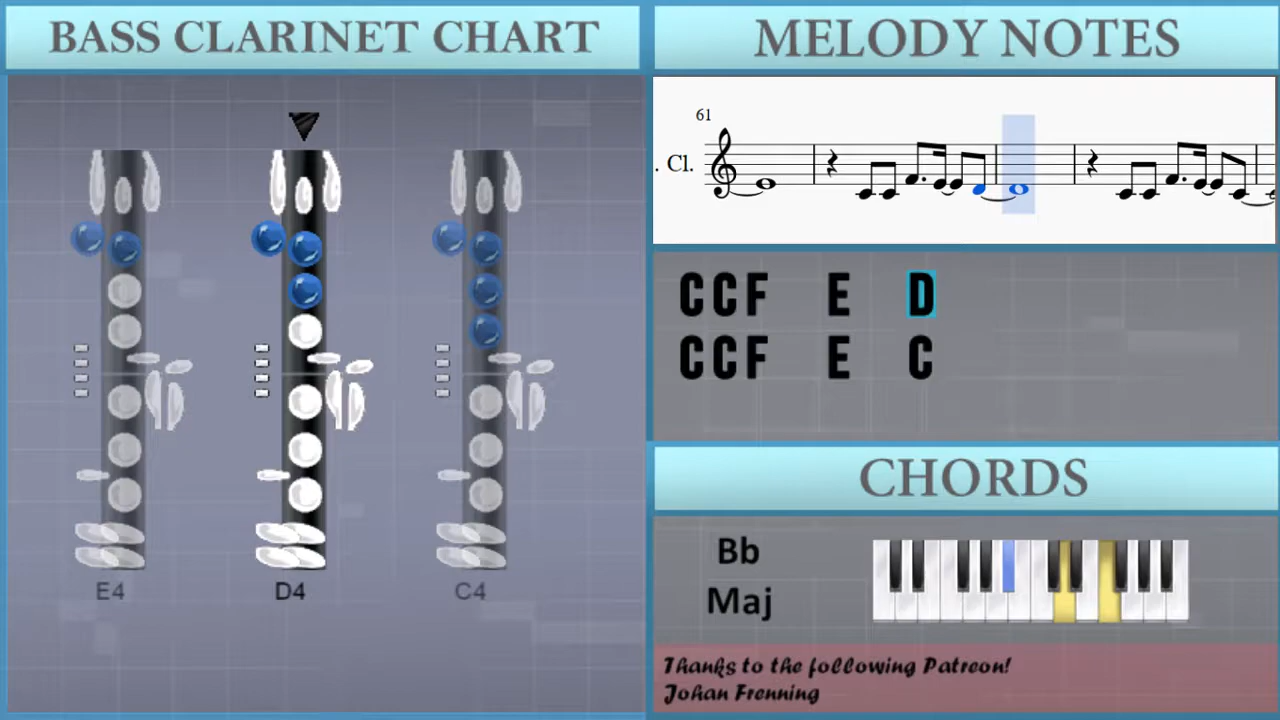 BASS CLARINET CHART
MELODY NOTES
61
. Cl.
E4
D4
C4
CCF E D
CCF E C
CHORDS
Bb
Maj
Thanks to the following Patreon!
Johan Frenning